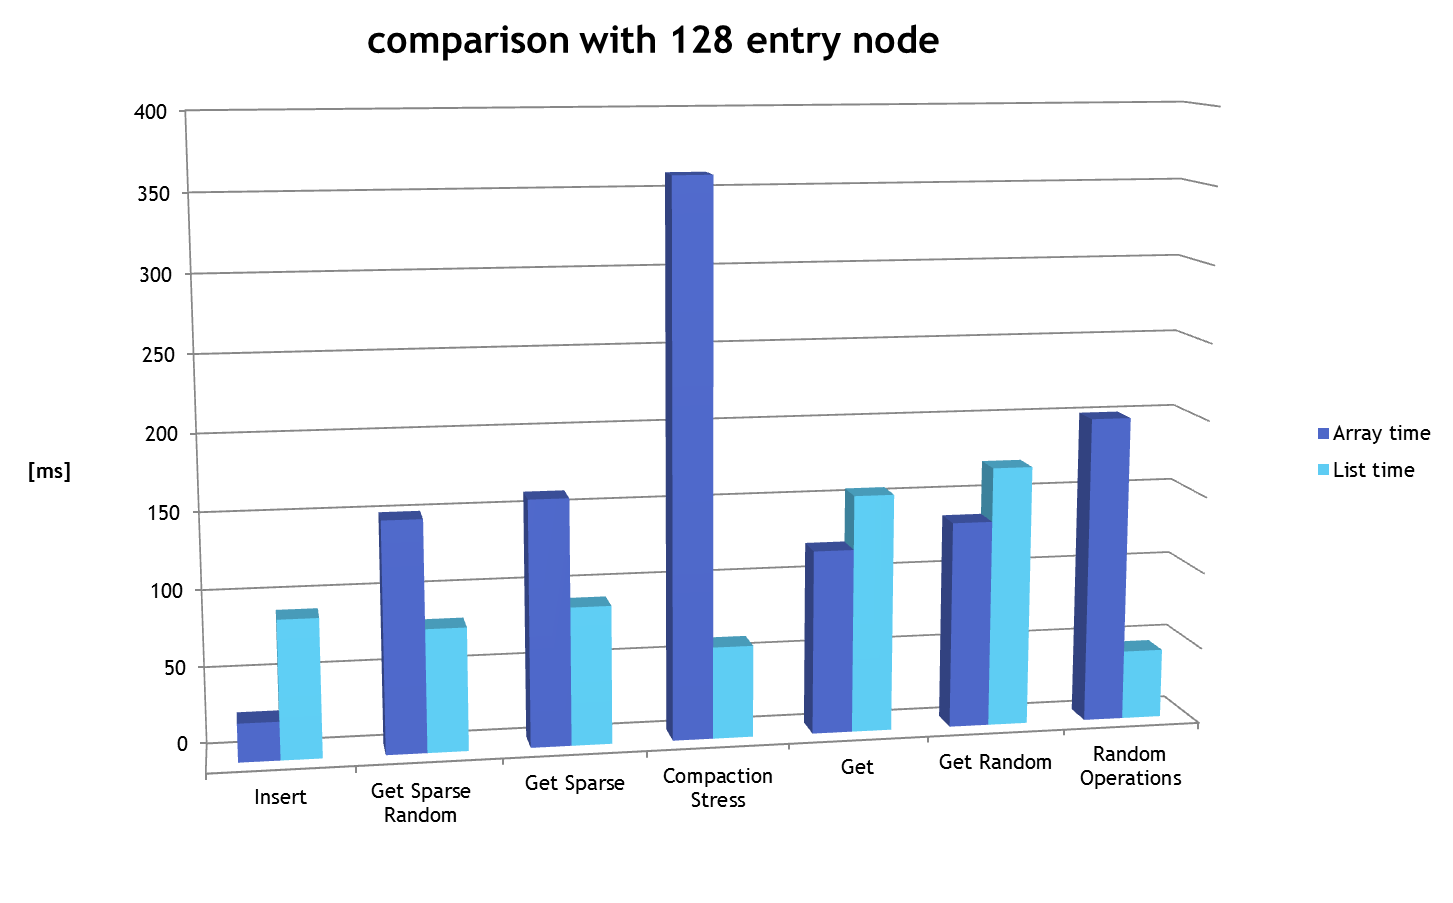 comparison with 128 entry node
400
350
300
250
200
150
100
50
0
[ms]
Insert
Get Sparse
Random
Get Sparse
Compaction
Stress
Get
Get Random
Random
Operations
Array time
List time